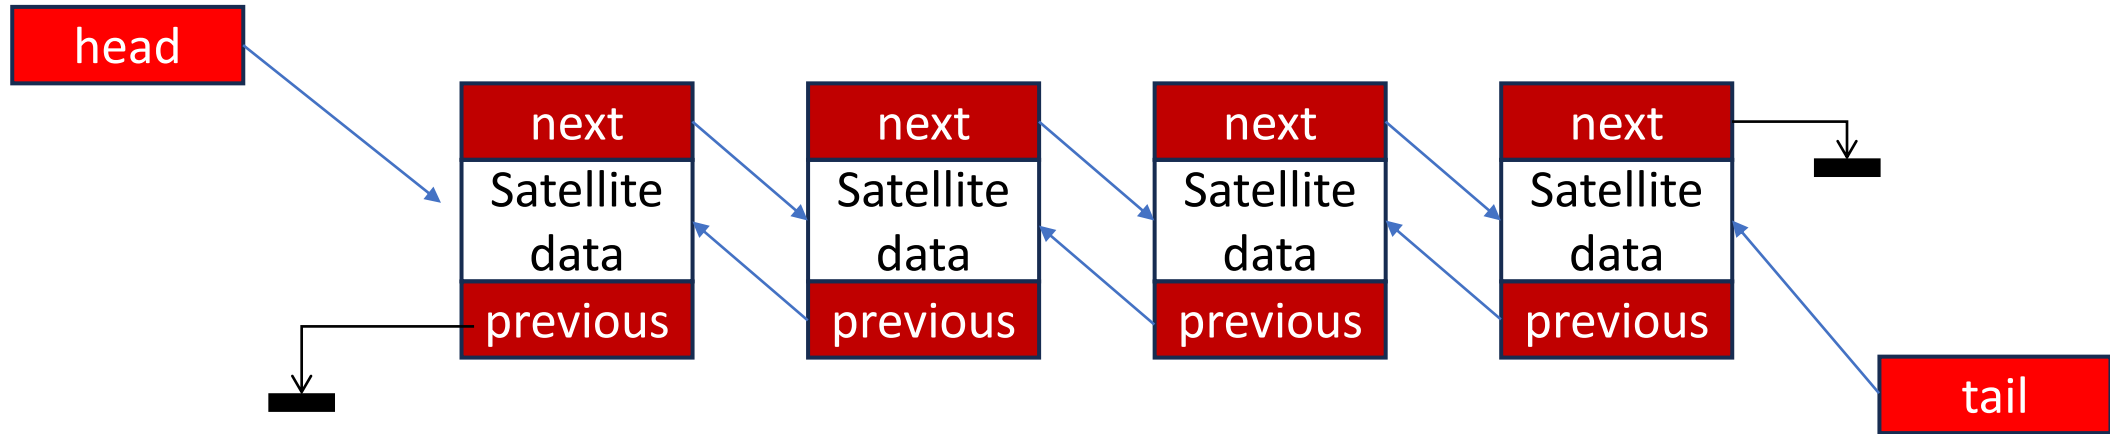 head
next
Satellite
data
previous
next
Satellite
data
previous
next
Satellite
data
previous
next
Satellite
data
previous
tail